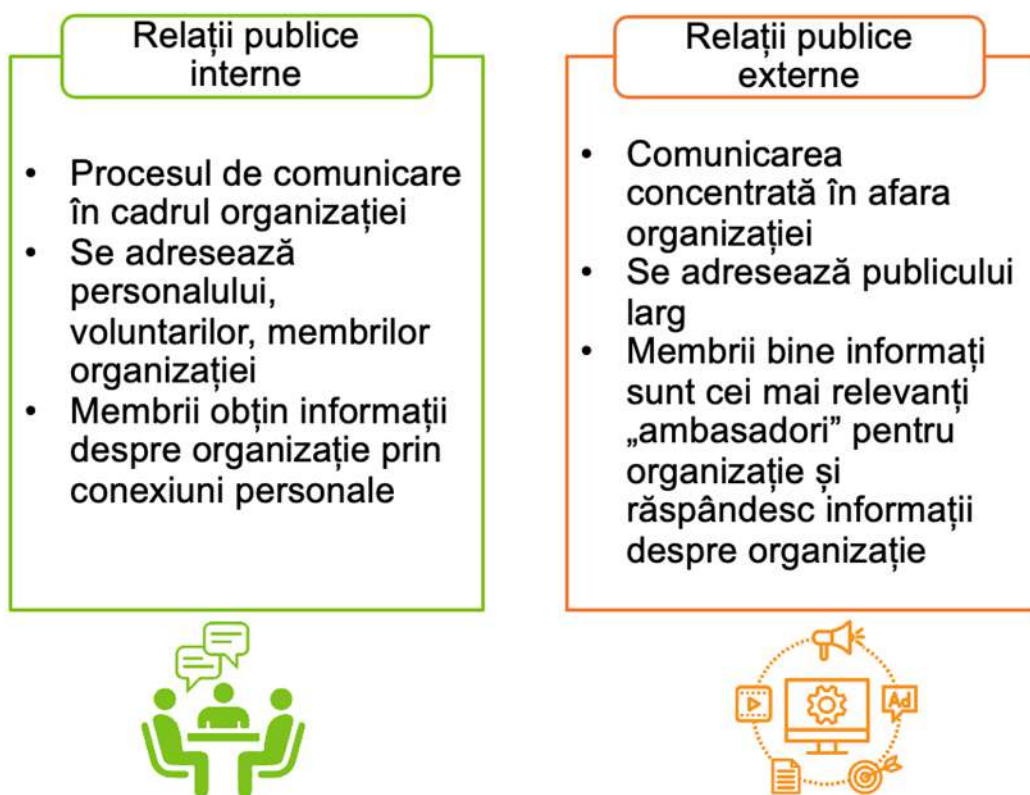 Relații publice
interne
• Procesul de comunicare
în cadrul organizației
• Se adresează
personalului,
voluntarilor, membrilor
organizației
• Membrii obțin informații
despre organizație prin
conexiuni personale
Relații publice
externe
• Comunicarea
concentrată în afara
organizației
• Se adresează publicului
larg
• Membrii bine informați
sunt cei mai relevanți
„ambasadori” pentru
organizație și
răspândesc informații
despre organizație
Ad